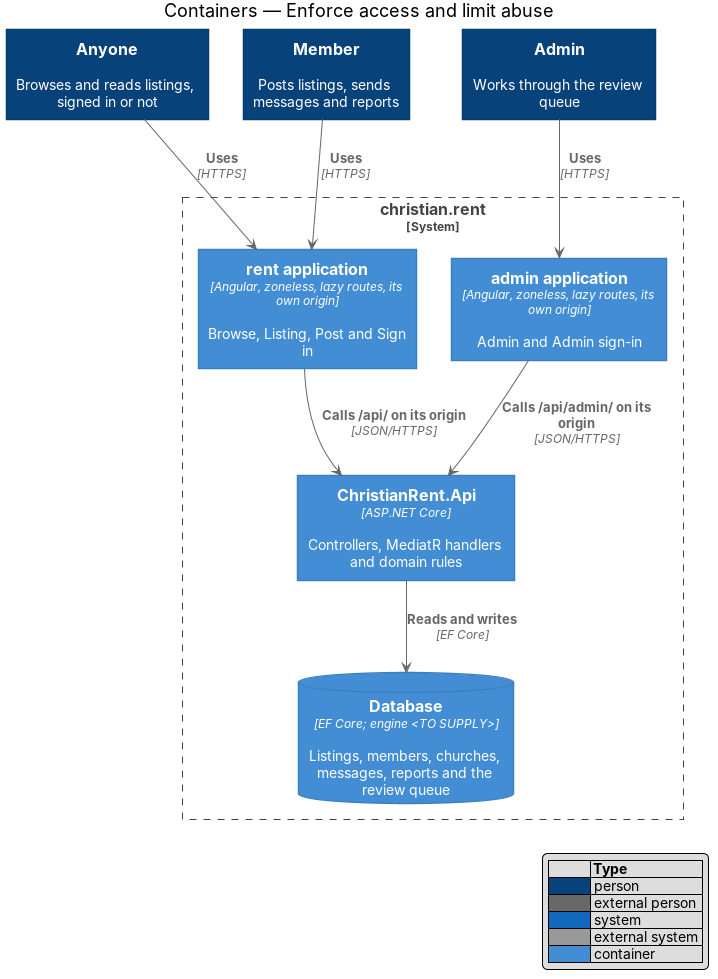 Containers — Enforce access and limit abuse
Anyone
Browses and reads listings,
signed in or not
Member
Posts listings, sends
messages and reports
Admin
Works through the review
queue
Uses
[HTTPS]
Uses
[HTTPS]
Uses
[HTTPS]
christian.rent
[System]
rent application
[Angular, zoneless, lazy routes, its
own origin]
Browse, Listing, Post and Sign
in
admin application
[Angular, zoneless, lazy routes, its
own origin]
Admin and Admin sign-in
Calls /api/ on its origin
[JSON/HTTPS]
Calls /api/admin/ on its
origin
[JSON/HTTPS]
ChristianRent.Api
[ASP.NET Core]
Controllers, MediatR handlers
and domain rules
Reads and writes
[EF Core]
Database
[EF Core; engine <TO SUPPLY>]
Listings, members, churches,
messages, reports and the
review queue
Type
person
external person
system
external system
container